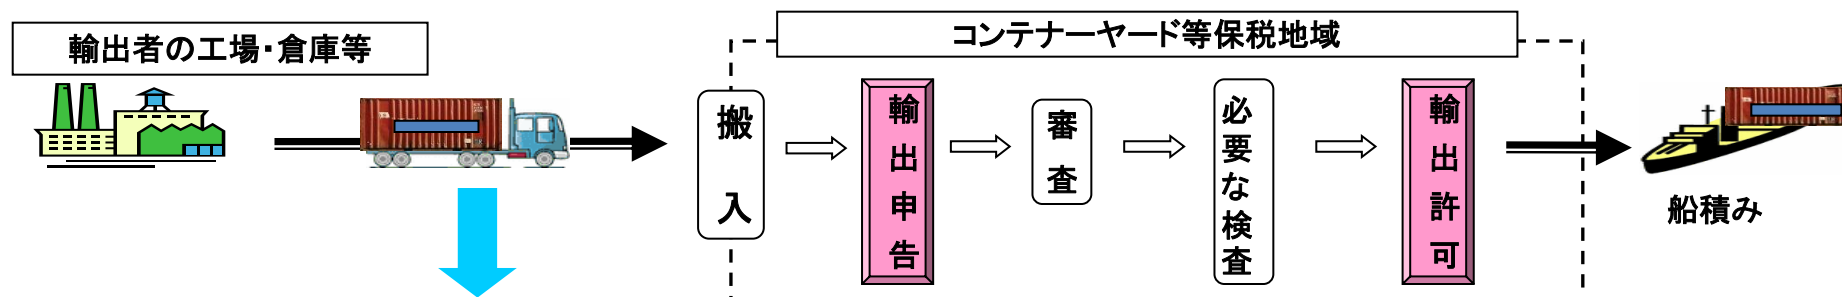 輸出者の工場・倉庫等
コンテナーヤード等保税地域
搬入
輸出申告
審査
必要な検査
輸出許可
船積み